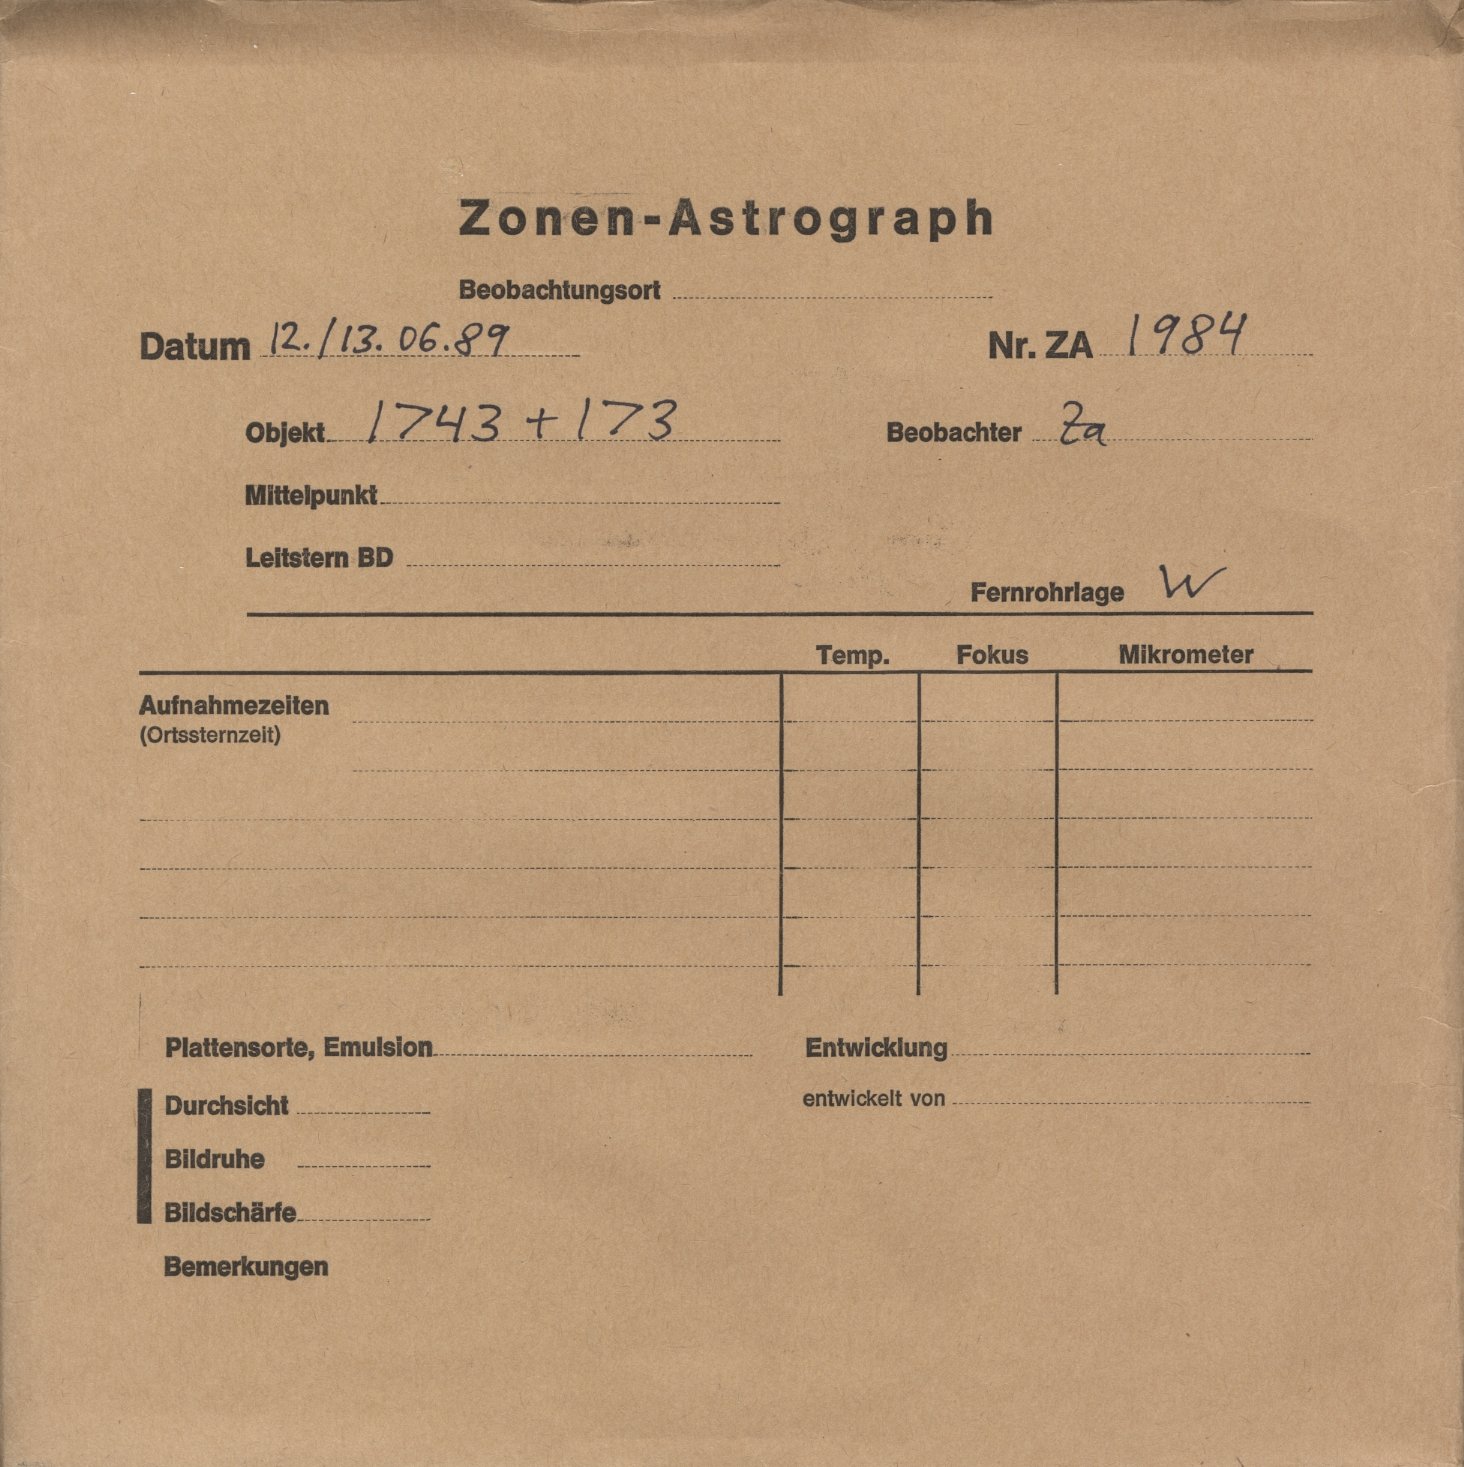 Zonen-Astrograph
Beobachtungsort
Datum 12./13.06.89 Nr. ZA 1984
Objekt 1743+173 Beobachter Za
Mittelpunkt
Leitstern BD
Fernrohrlage W
Temp. Fokus Mikrometer
Aufnahmezeiten
(Ortssternzeit)
Plattensorte, Emulsion Entwicklung
Durchsicht entwickelt von
Bildruhe
Bildschärfe
Bemerkungen